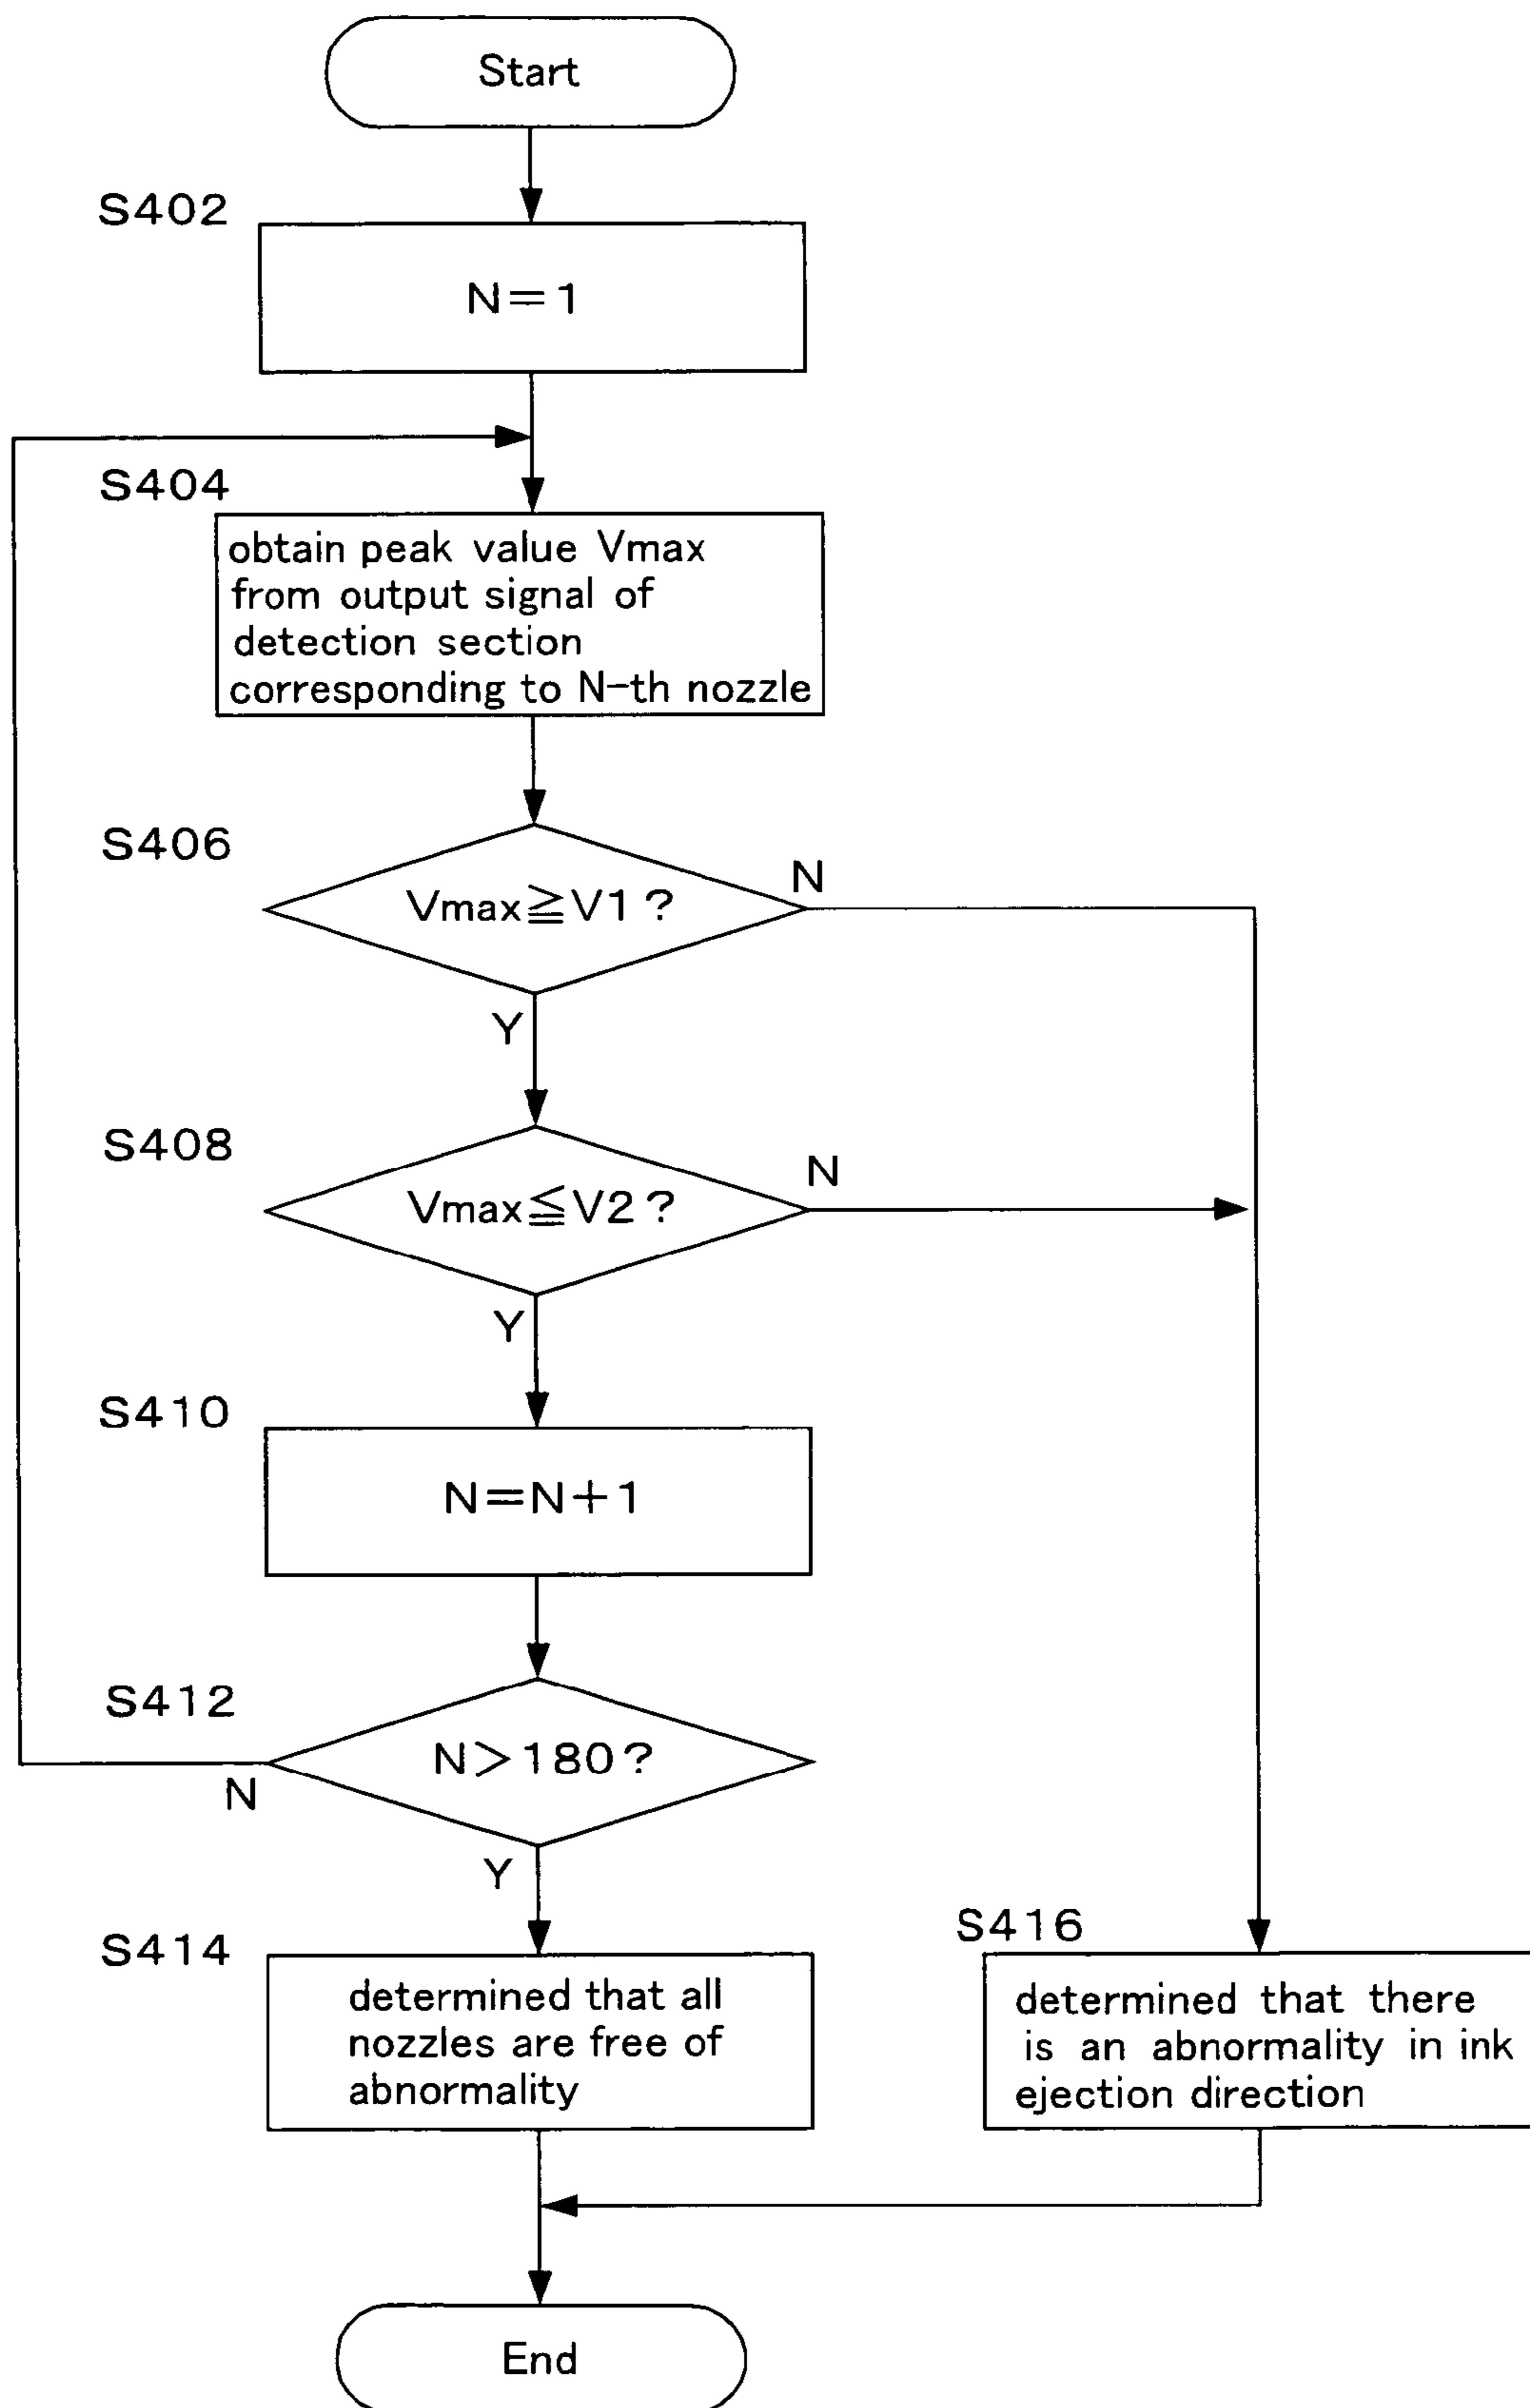 Start
S402
N=1
S404
obtain peak value Vmax
from output signal of
detection section
corresponding to N-th nozzle
S406
Vmax≧V1?
N
Y
S408
Vmax≦V2?
N
Y
S410
N=N+1
S412
N>180?
N
Y
S414
determined that all
nozzles are free of
abnormality
S416
determined that there
is an abnormality in ink
ejection direction
End